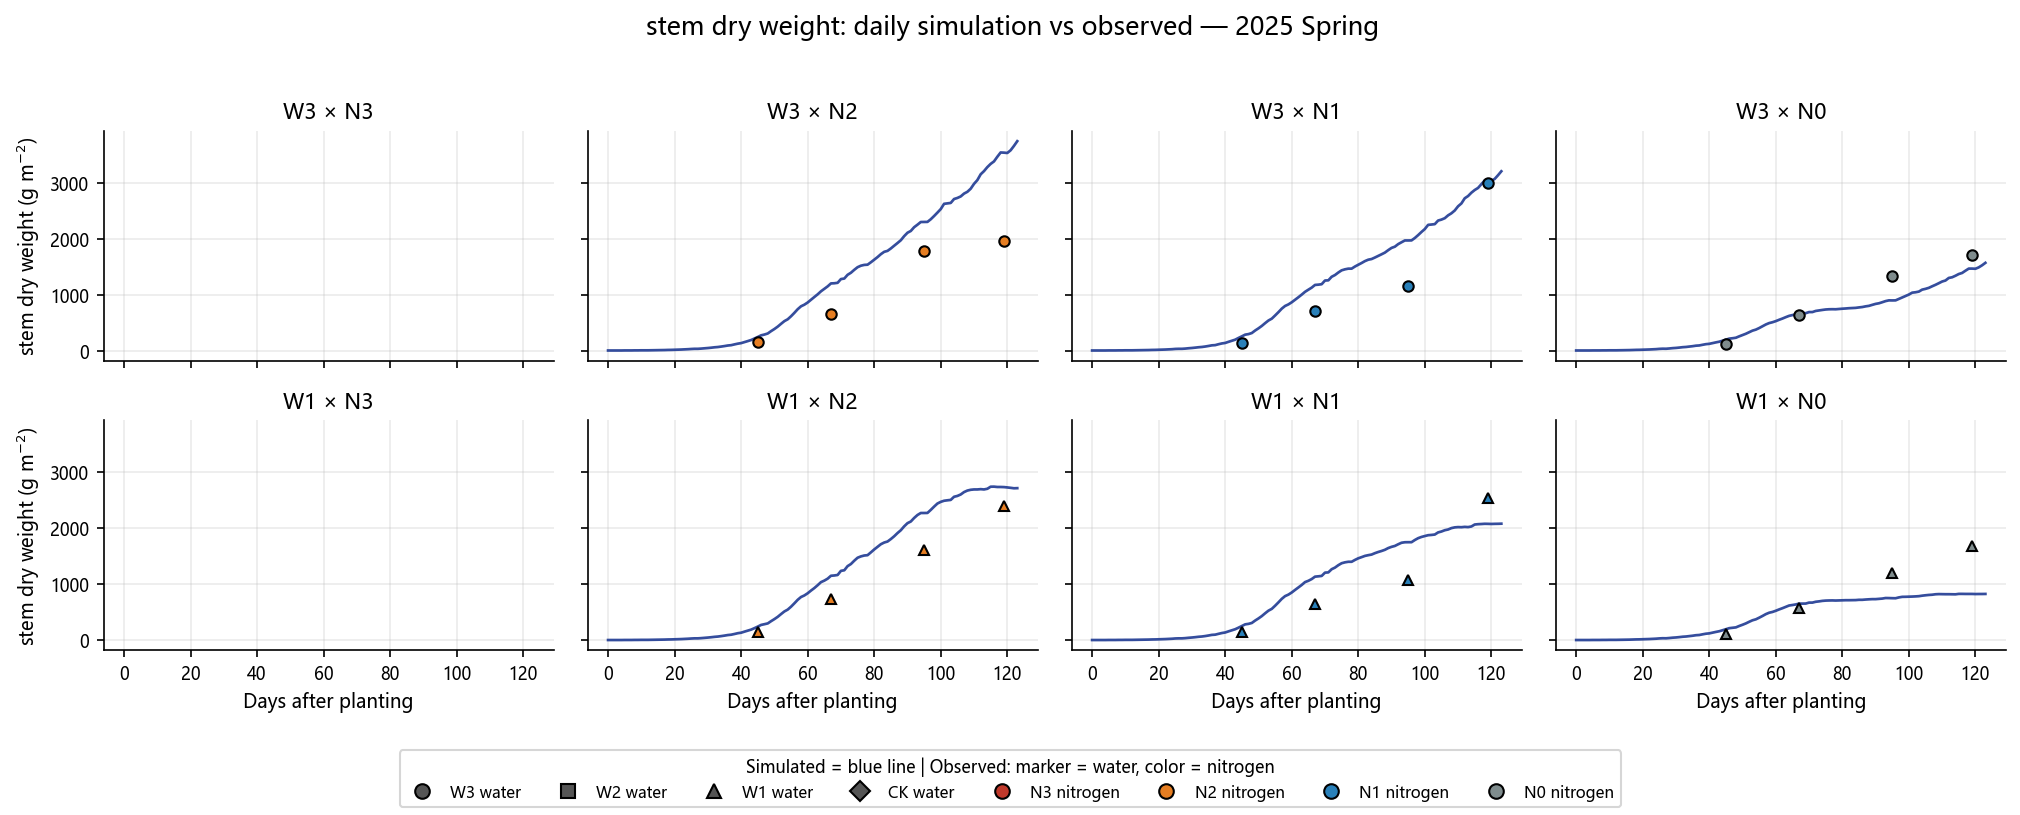 stem dry weight: daily simulation vs observed — 2025 Spring
W3 × N3
W3 × N2
W3 × N1
W3 × N0
stem dry weight (g m⁻²)
3000
2000
1000
0
W1 × N3
W1 × N2
W1 × N1
W1 × N0
stem dry weight (g m⁻²)
3000
2000
1000
0
0 20 40 60 80 100 120
0 20 40 60 80 100 120
0 20 40 60 80 100 120
0 20 40 60 80 100 120
Days after planting
Days after planting
Days after planting
Days after planting
Simulated = blue line | Observed: marker = water, color = nitrogen
W3 water W2 water W1 water CK water N3 nitrogen N2 nitrogen N1 nitrogen N0 nitrogen